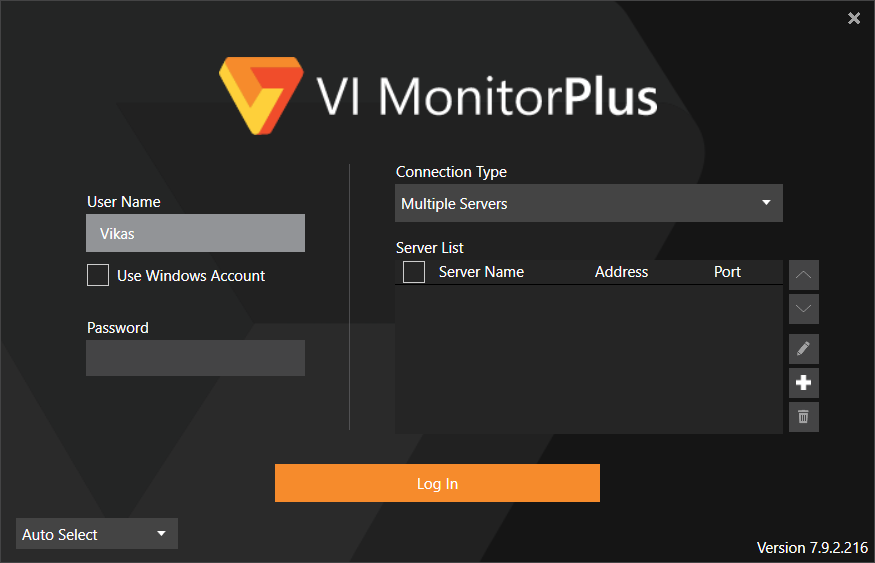 VI MonitorPlus
User Name
Vikas
Use Windows Account
Password
Connection Type
Multiple Servers
Server List
Server Name Address Port
Log In
Auto Select
Version 7.9.2.216